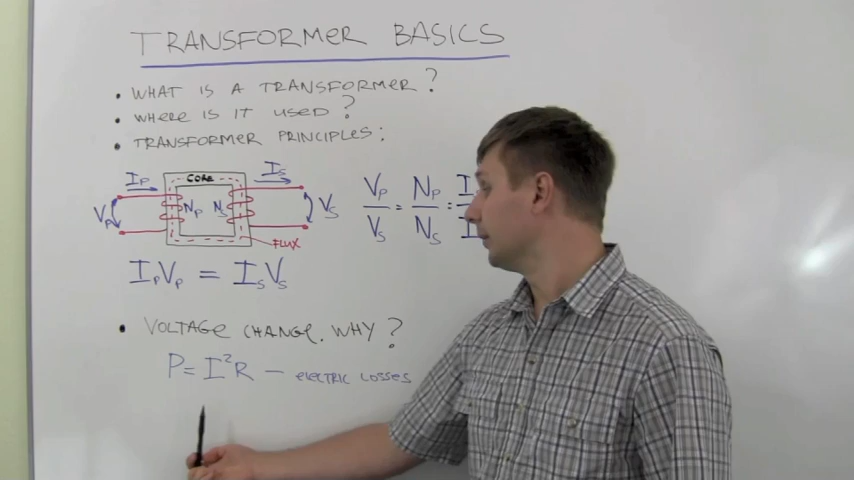 TRANSFORMER BASICS
• WHAT IS A TRANSFORMER?
• WHERE IS IT USED?
• TRANSFORMER PRINCIPLES:
CORE
IP
IS
VP
NP NS
VS
FLUX
VP/VS = NP/NS = I
IPVP = ISVS
• VOLTAGE CHANGE. WHY?
P = I²R — ELECTRIC LOSSES